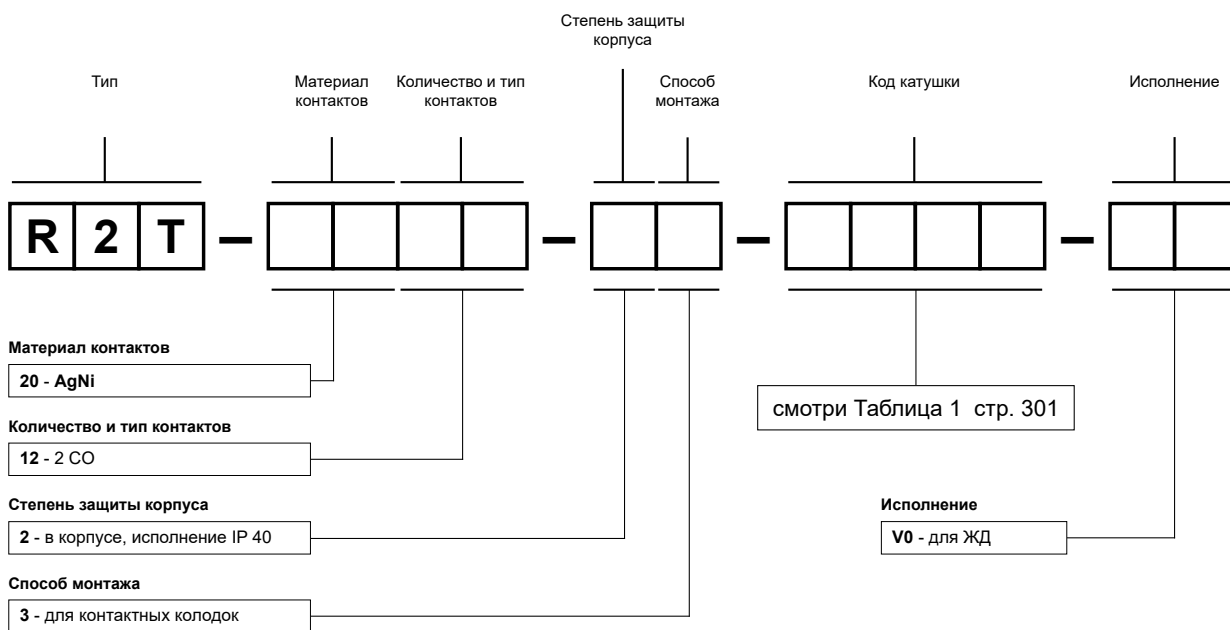 Степень защиты
корпуса
Тип
Материал
контактов
Количество и тип
контактов
Способ
монтажа
Код катушки
Исполнение
R 2 T – – – –
Материал контактов
20 - AgNi
смотри Таблица 1 стр. 301
Количество и тип контактов
12 - 2 CO
Степень защиты корпуса
2 - в корпусе, исполнение IP 40
Исполнение
V0 - для ЖД
Способ монтажа
3 - для контактных колодок